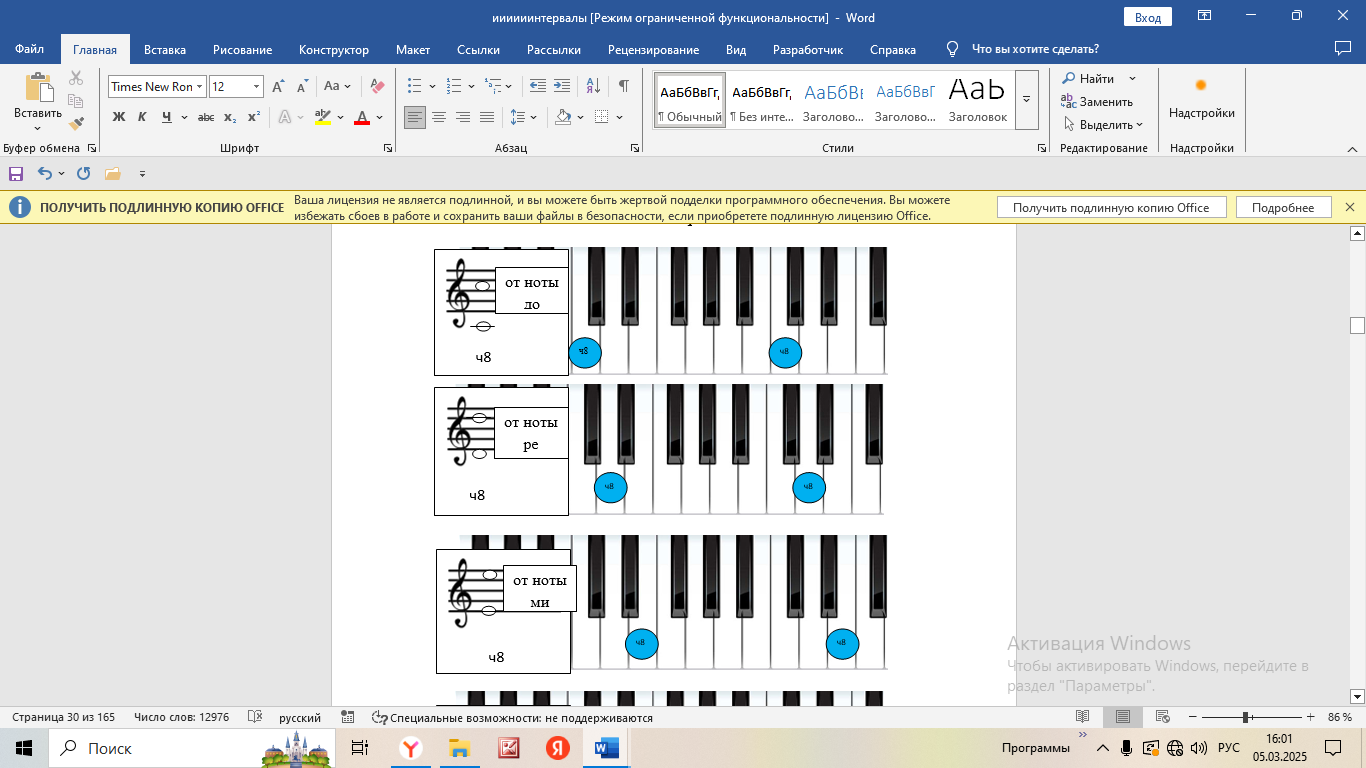 ииииинтервалы [Режим ограниченной функциональности] - Word
Вход
Файл Главная Вставка Рисование Конструктор Макет Ссылки Рассылки Рецензирование Вид Разработчик Справка Что вы хотите сделать?
Вставить
Буфер обмена
Times New Ron 12
Aa
Ж К Ч abc x₂ x²
Шрифт
Абзац
АаБбВвГг,
¶ Обычный
АаБбВвГг,
¶ Без инте...
АаБбВı
Заголово...
АаБбВвГ
Заголово...
АаЬ
Заголовок
Стили
Найти
Заменить
Выделить
Редактирование
Настройки
Настройки
ПОЛУЧИТЬ ПОДЛИННУЮ КОПИЮ OFFICE
Ваша лицензия не является подлинной, и вы можете быть жертвой подделки программного обеспечения. Вы можете
избежать сбоев в работе и сохранить ваши файлы в безопасности, если приобретете подлинную лицензию Office.
Получить подлинную копию Office
Подробнее
от ноты
до
ч8
ч8
ч8
от ноты
ре
ч8
ч8
ч8
от ноты
ми
ч8
ч8
ч8
Активация Windows
Чтобы активировать Windows, перейдите в
раздел "Параметры".
Страница 30 из 165 Число слов: 12976 русский Специальные возможности: не поддерживаются 86 %
Поиск
Я
Программы
РУС
16:01
05.03.2025